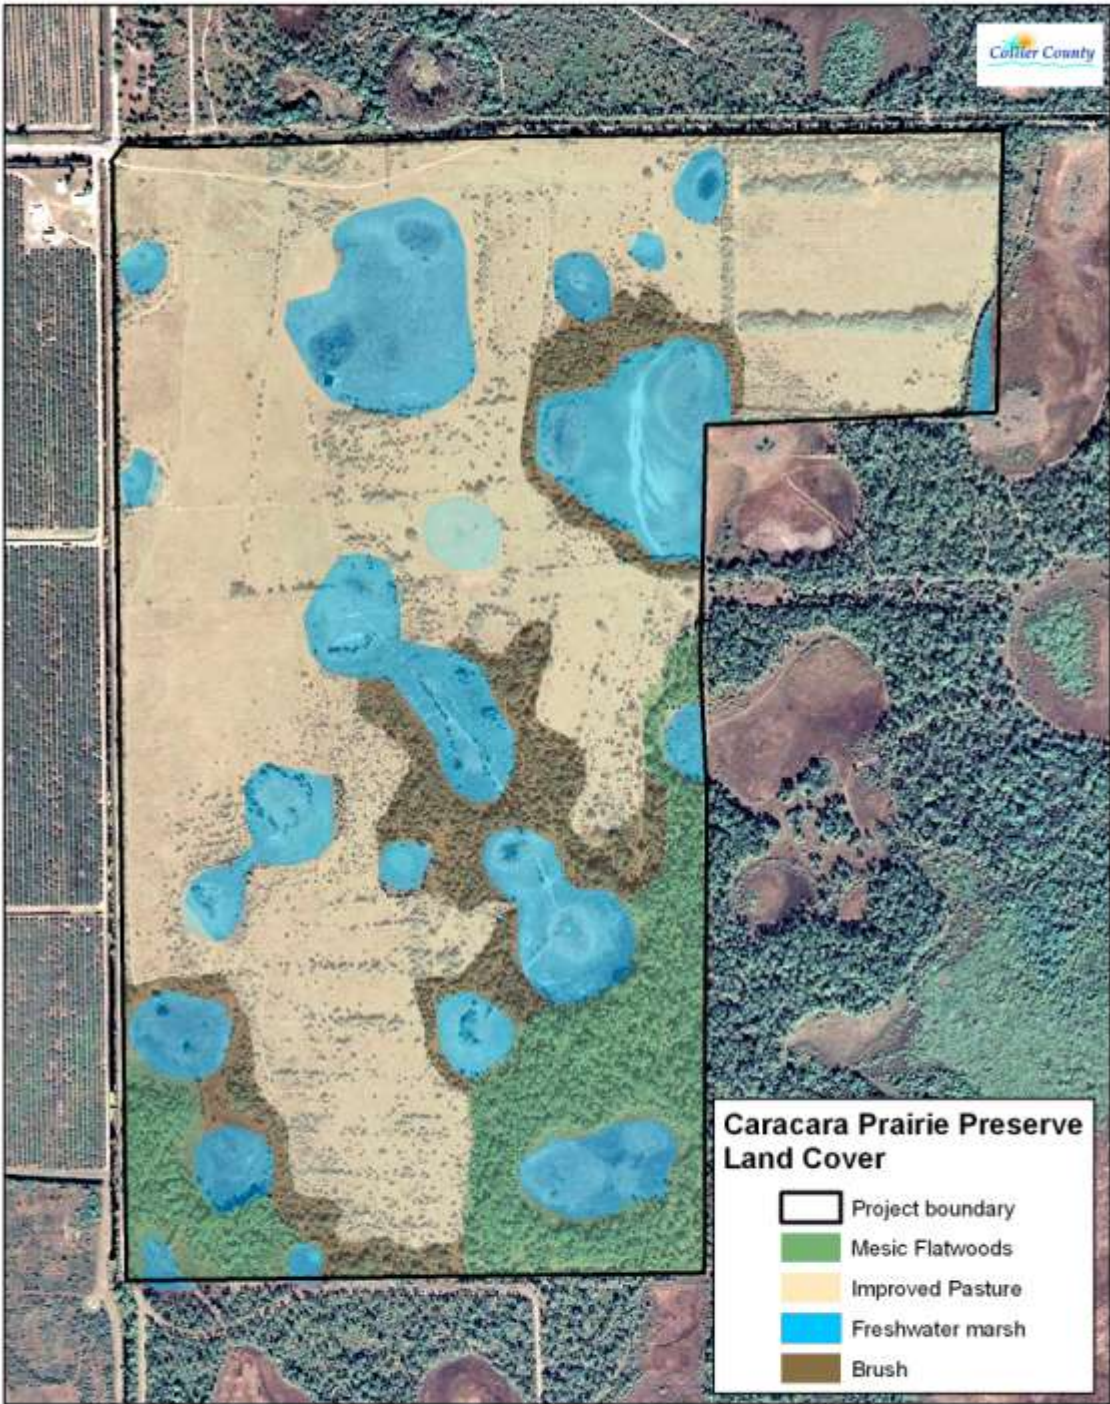 Collier County
Caracara Prairie Preserve
Land Cover
Project boundary
Mesic Flatwoods
Improved Pasture
Freshwater marsh
Brush